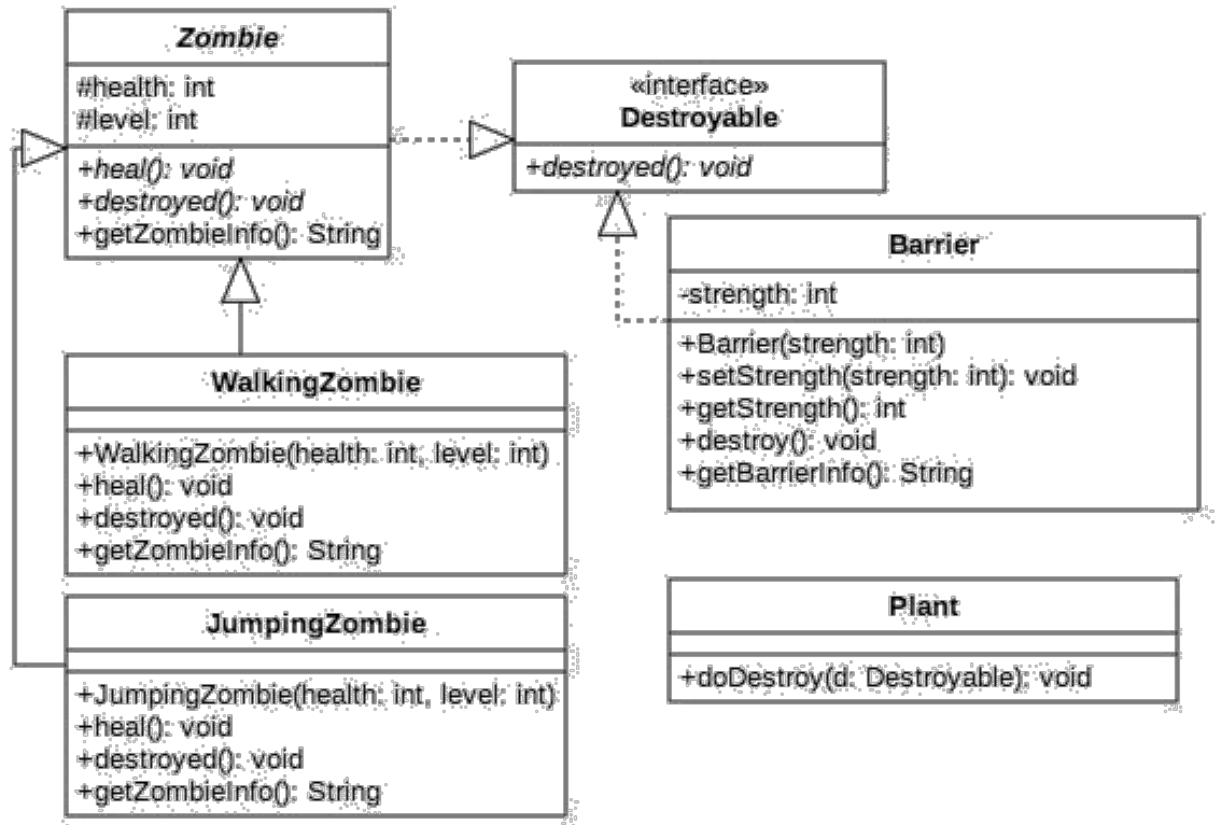 Zombie
#health: int
#level: int
+heal(): void
+destroyed(): void
+getZombieInfo(): String
«interface»
Destroyable
+destroyed(): void
Barrier
-strength: int
+Barrier(strength: int)
+setStrength(strength: int): void
+getStrength(): int
+destroy(): void
+getBarrierInfo(): String
WalkingZombie
+WalkingZombie(health: int, level: int)
+heal(): void
+destroyed(): void
+getZombieInfo(): String
JumpingZombie
+JumpingZombie(health: int, level: int)
+heal(): void
+destroyed(): void
+getZombieInfo(): String
Plant
+doDestroy(d: Destroyable): void